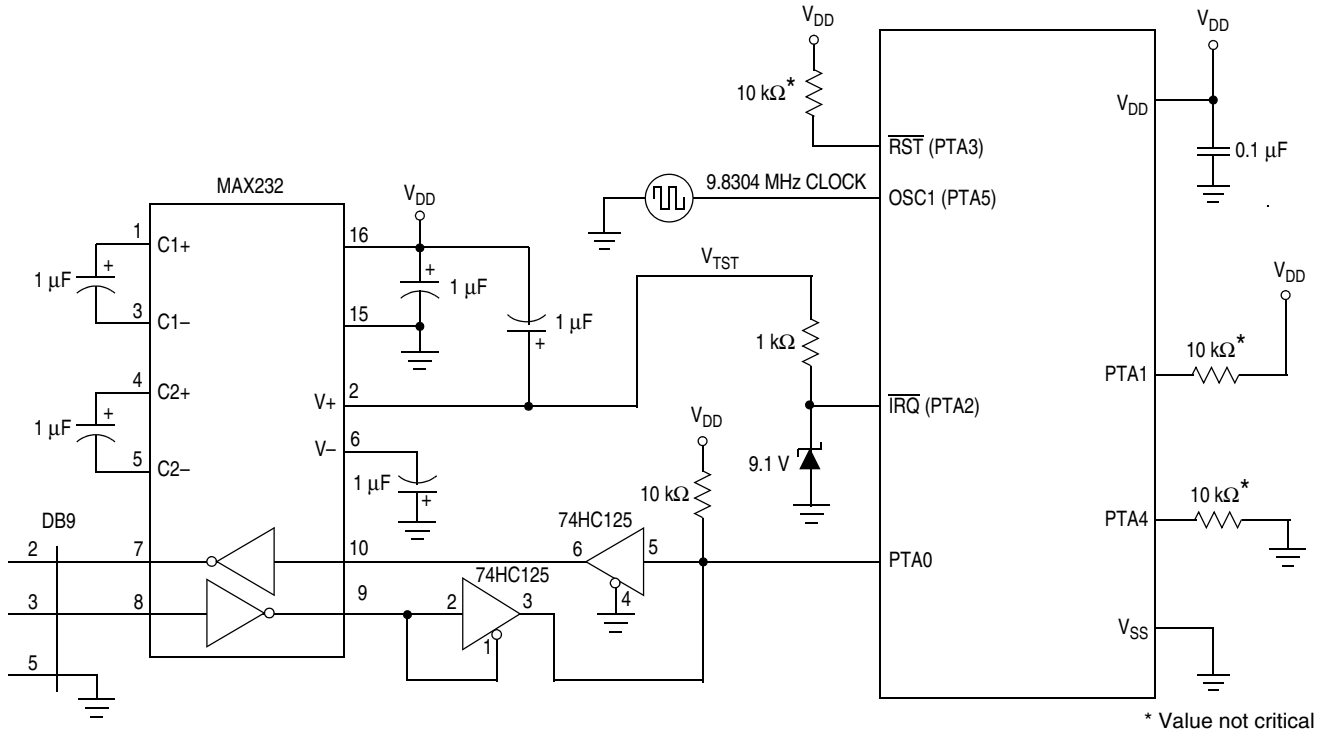 V_DD
10 kΩ*
RST (PTA3)
9.8304 MHz CLOCK
OSC1 (PTA5)
V_DD
V_DD
0.1 μF
MAX232
V_DD
1
C1+
16
1 μF
+
+
1 μF
3
C1–
15
1 μF
+
V_TST
1 kΩ
V_DD
10 kΩ*
PTA1
4
C2+
V+
2
IRQ (PTA2)
1 μF
+
V_DD
V–
6
9.1 V
5
C2–
1 μF
+
10 kΩ
10 kΩ*
PTA4
DB9
74HC125
2
7
10
6
5
PTA0
74HC125
4
3
8
9
2
3
1
V_SS
5
* Value not critical